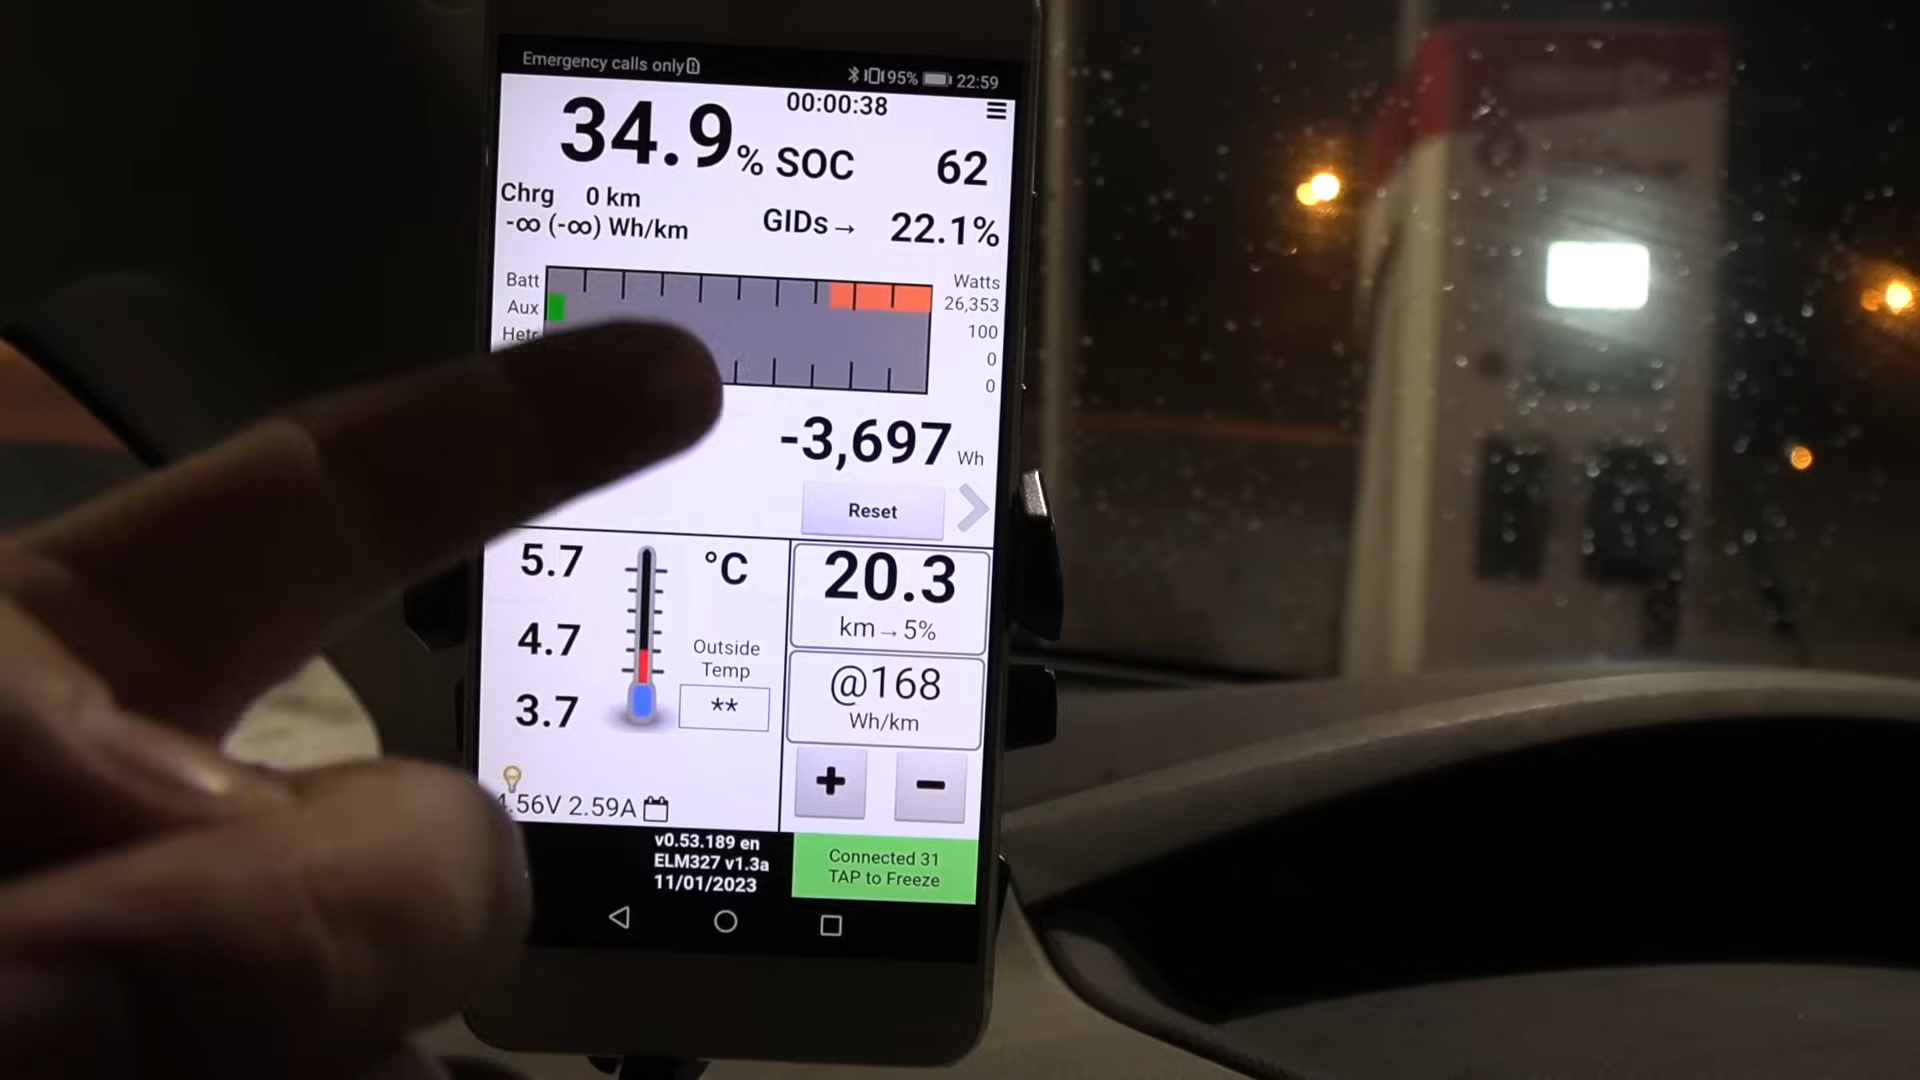 Emergency calls only 95% 22:59
00:00:38
34.9 % SOC 62
Chrg 0 km
-∞ (-∞) Wh/km GIDs→ 22.1%
Batt Watts
Aux 26,353
Hetr 100
0
0
-3,697 Wh
Reset
5.7 °C 20.3
km→5%
4.7 Outside
Temp
@168
3.7 ** Wh/km
+ -
.56V 2.59A
v0.53.189 en
ELM327 v1.3a
11/01/2023
Connected 31
TAP to Freeze